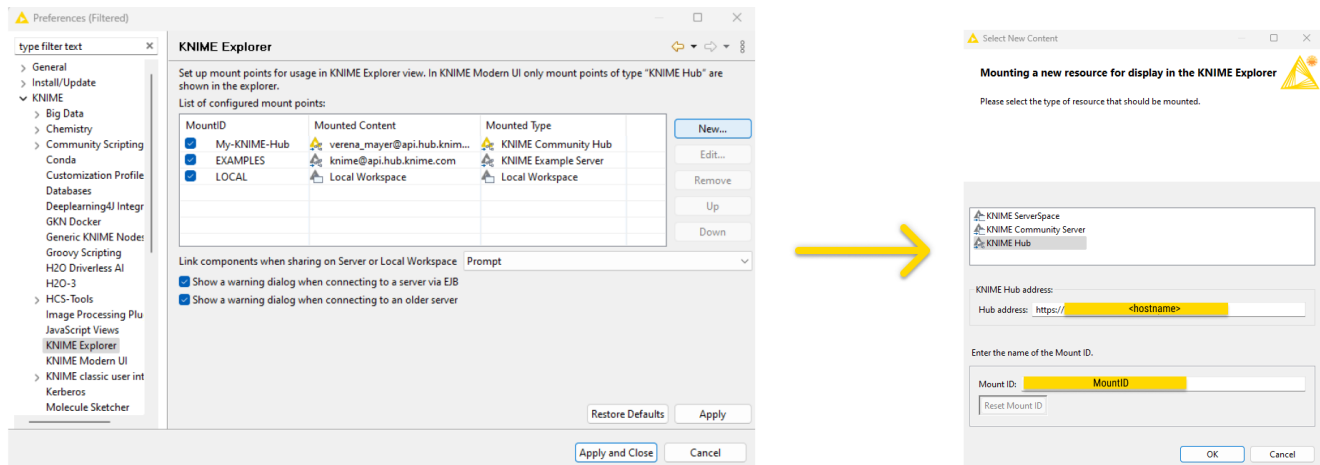 Preferences (Filtered)
type filter text
General
Install/Update
KNIME
Big Data
Chemistry
Community Scripting
Conda
Customization Profile
Databases
Deeplearning4J Integr
GKN Docker
Generic KNIME Nodes
Groovy Scripting
H2O Driverless AI
H2O-3
HCS-Tools
Image Processing Plu
JavaScript Views
KNIME Explorer
KNIME Modern UI
KNIME classic user int
Kerberos
Molecule Sketcher
KNIME Explorer
Set up mount points for usage in KNIME Explorer view. In KNIME Modern UI only mount points of type "KNIME Hub" are
shown in the explorer.
List of configured mount points:
MountID Mounted Content Mounted Type
My-KNIME-Hub verena_mayer@api.hub.knim... KNIME Community Hub
EXAMPLES knime@api.hub.knime.com KNIME Example Server
LOCAL Local Workspace Local Workspace
New...
Edit...
Remove
Up
Down
Link components when sharing on Server or Local Workspace Prompt
Show a warning dialog when connecting to a server via EJB
Show a warning dialog when connecting to an older server
Restore Defaults Apply
Apply and Close Cancel
Select New Content
Mounting a new resource for display in the KNIME Explorer
Please select the type of resource that should be mounted.
KNIME ServerSpace
KNIME Community Server
KNIME Hub
KNIME Hub address:
Hub address: https:// <hostname>
Enter the name of the Mount ID.
Mount ID: MountID
Reset Mount ID
OK Cancel